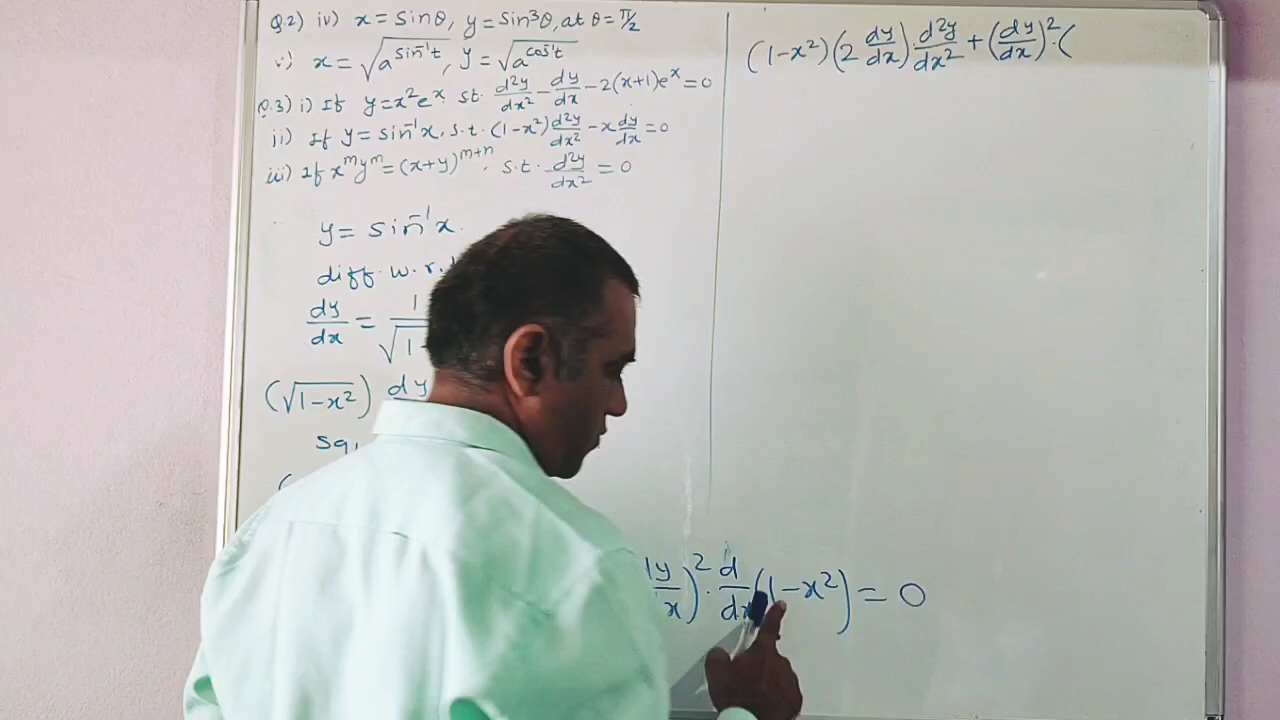 Q.2) iv) x = sinθ, y = sin³θ, at θ = π/2
v) x = √(a^(sin⁻¹t)), y = √(a^(cos⁻¹t))
Q.3) i) If y = x²eˣ s.t. d²y/dx² - dy/dx - 2(x+1)eˣ = 0
ii) If y = sin⁻¹x, s.t. (1-x²) d²y/dx² - x dy/dx = 0
iii) If xᵐyᵐ = (x+y)ᵐ⁺ⁿ, s.t. d²y/dx² = 0
y = sin⁻¹x.
diff. w.r.
dy/dx = 1/√1-
(√1-x²) dy
squ
(
)² · d/dx (1-x²) = 0
(1-x²)(2 dy/dx) d²y/dx² + (dy/dx)² · (